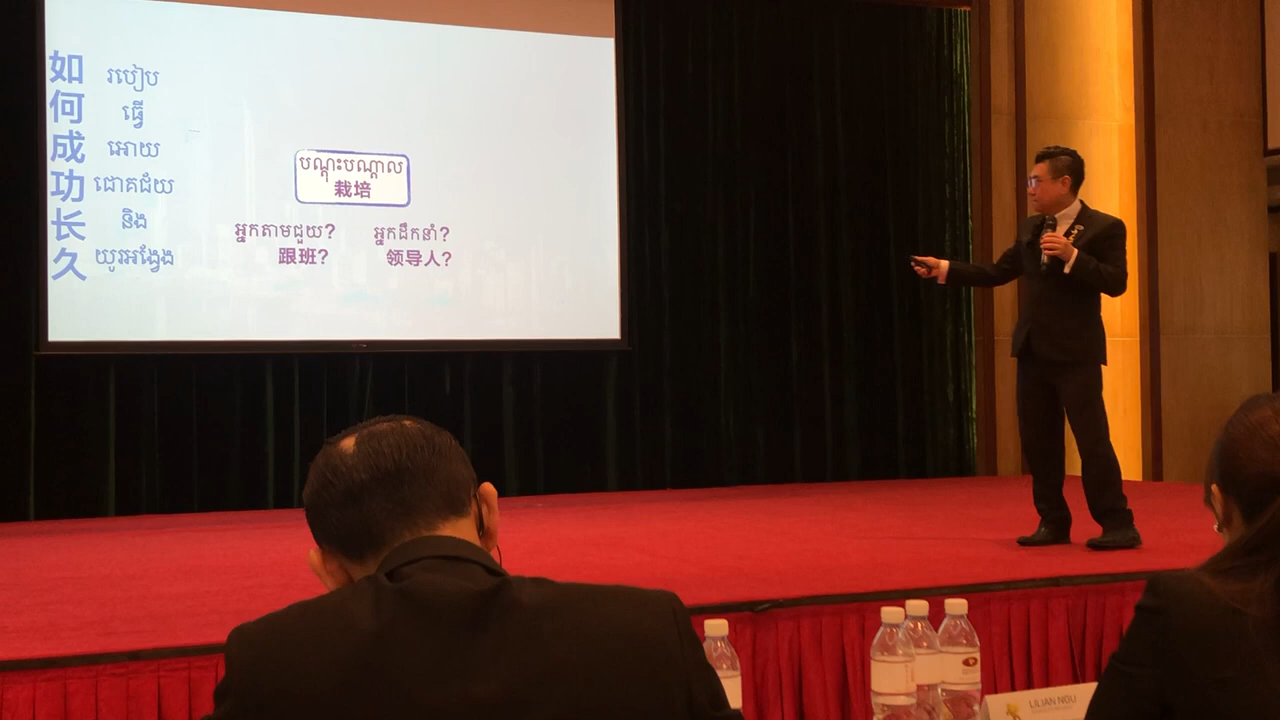 如何成功长久
របៀប
ធ្វើ
អោយ
ជោគជ័យ
និង
យូរអង្វែង
បណ្តុះបណ្តាល
栽培
អ្នកតាមជួយ?
跟班?
អ្នកដឹកនាំ?
领导人?
LILIAN NGU